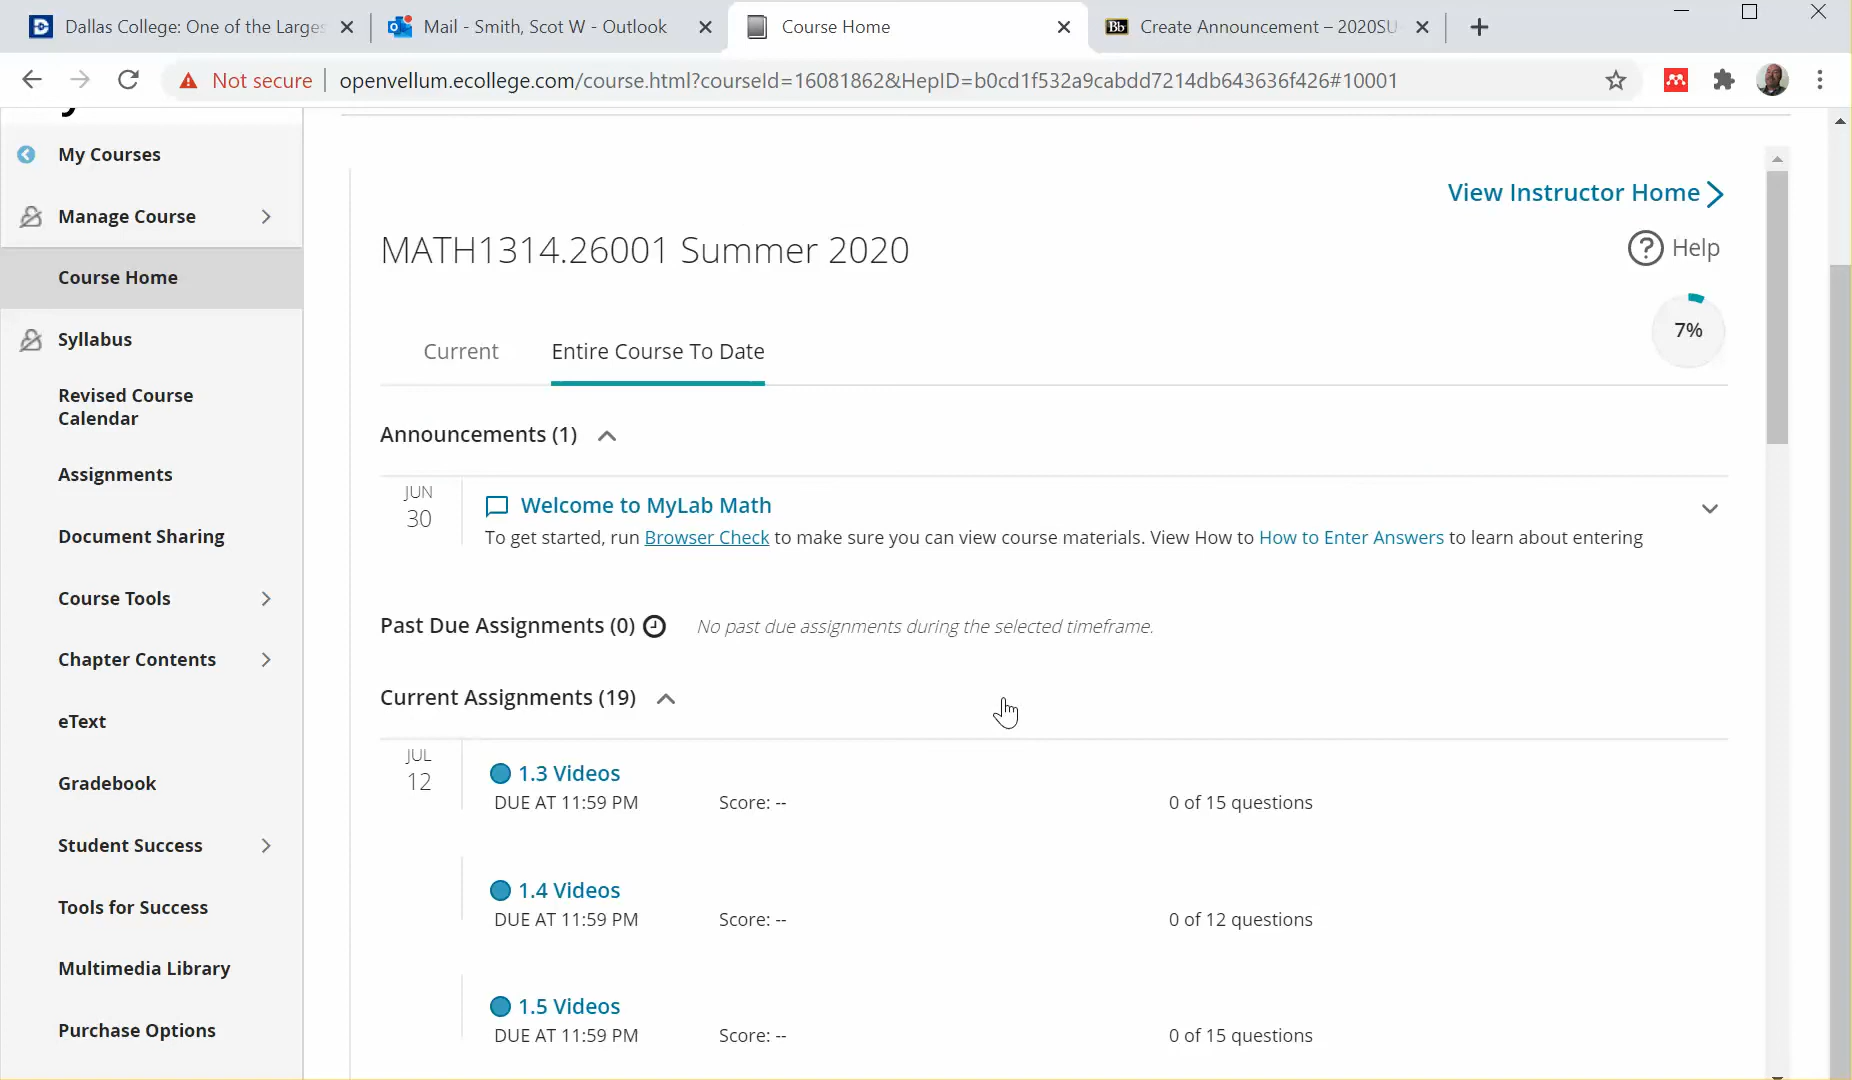 Dallas College: One of the Larges
Mail - Smith, Scot W - Outlook
Course Home
Bb
Create Announcement – 2020SU
Not secure
openvellum.ecollege.com/course.html?courseId=16081862&HepID=b0cd1f532a9cabdd7214db643636f426#10001
My Courses
Manage Course
Course Home
Syllabus
Revised Course
Calendar
Assignments
Document Sharing
Course Tools
Chapter Contents
eText
Gradebook
Student Success
Tools for Success
Multimedia Library
Purchase Options
View Instructor Home
MATH1314.26001 Summer 2020
? Help
7%
Current
Entire Course To Date
Announcements (1)
JUN
30
Welcome to MyLab Math
To get started, run Browser Check to make sure you can view course materials. View How to How to Enter Answers to learn about entering
Past Due Assignments (0)
No past due assignments during the selected timeframe.
Current Assignments (19)
JUL
12
1.3 Videos
DUE AT 11:59 PM
Score: --
0 of 15 questions
1.4 Videos
DUE AT 11:59 PM
Score: --
0 of 12 questions
1.5 Videos
DUE AT 11:59 PM
Score: --
0 of 15 questions